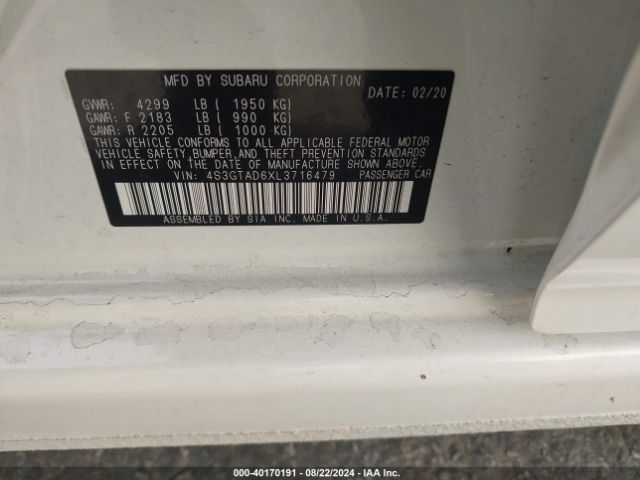 MFD BY SUBARU CORPORATION
DATE: 02/20
GVWR: 4299 LB ( 1950 KG)
GAWR: F 2183 LB ( 990 KG)
GAWR: R 2205 LB ( 1000 KG)
THIS VEHICLE CONFORMS TO ALL APPLICABLE FEDERAL MOTOR
VEHICLE SAFETY, BUMPER, AND THEFT PREVENTION STANDARDS
IN EFFECT ON THE DATE OF MANUFACTURE SHOWN ABOVE.
VIN: 4S3GTAD6XL3716479 PASSENGER CAR
ASSEMBLED BY SIA INC. MADE IN U.S.A.
000-40170191 - 08/22/2024 - IAA Inc.